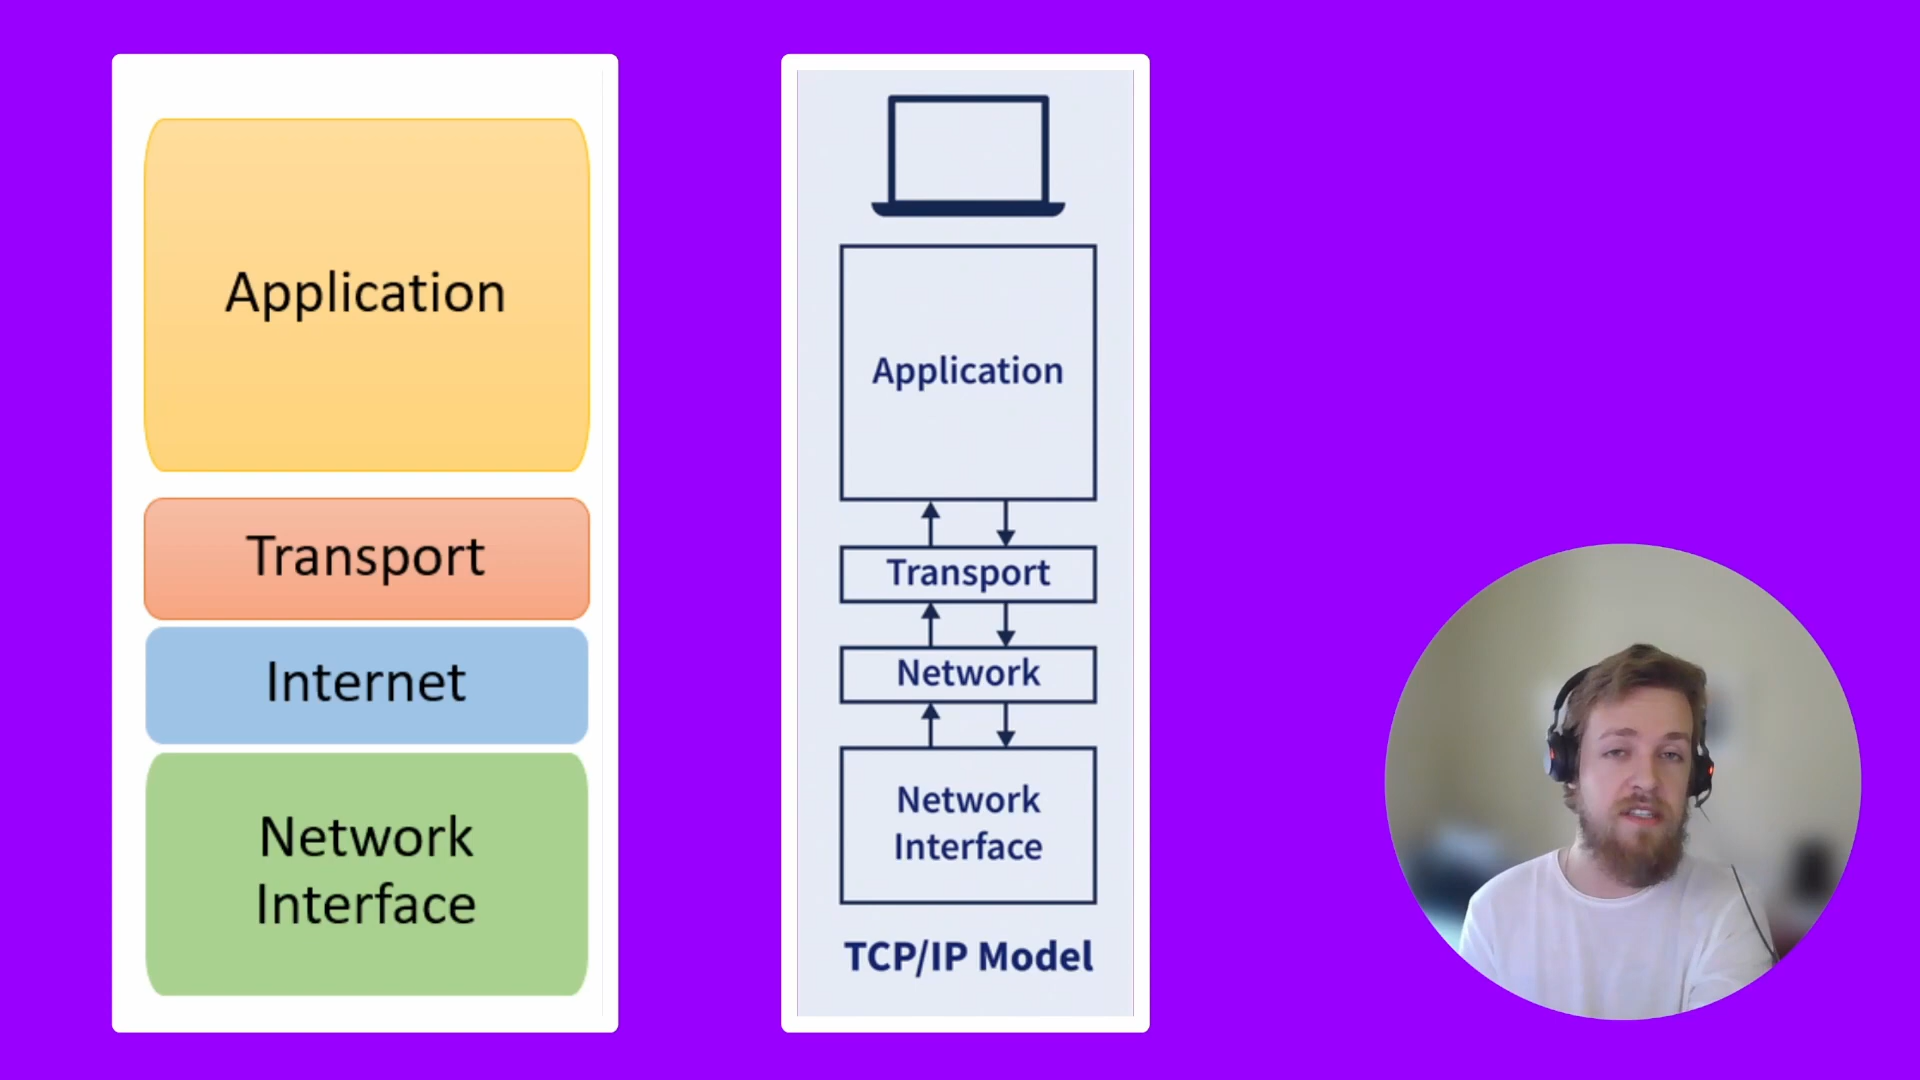 Application
Transport
Internet
Network
Interface
Application
Transport
Network
Network
Interface
TCP/IP Model